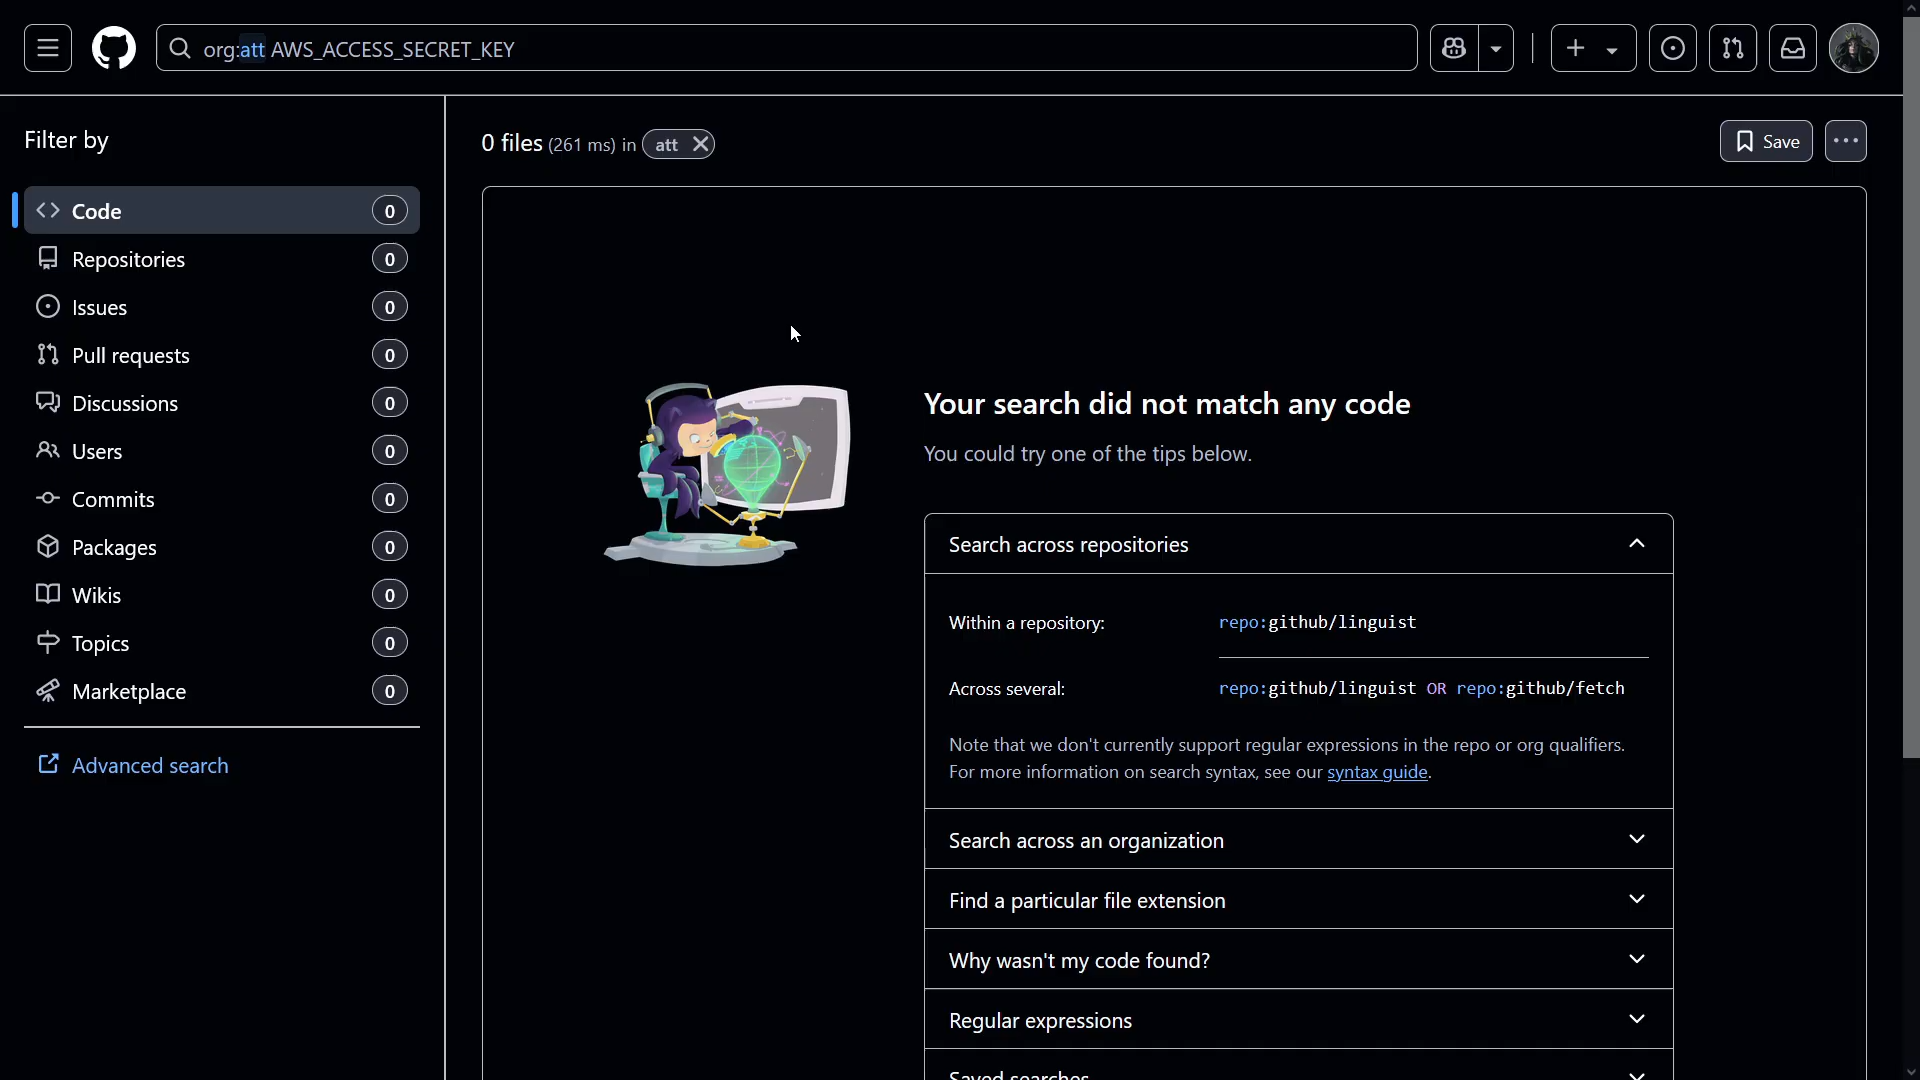 org:att AWS_ACCESS_SECRET_KEY
Filter by
0 files (261 ms) in att
Save
Code 0
Repositories 0
Issues 0
Pull requests 0
Discussions 0
Users 0
Commits 0
Packages 0
Wikis 0
Topics 0
Marketplace 0
Advanced search
Your search did not match any code
You could try one of the tips below.
Search across repositories
Within a repository: repo:github/linguist
Across several: repo:github/linguist OR repo:github/fetch
Note that we don't currently support regular expressions in the repo or org qualifiers.
For more information on search syntax, see our syntax guide.
Search across an organization
Find a particular file extension
Why wasn't my code found?
Regular expressions
Saved searches